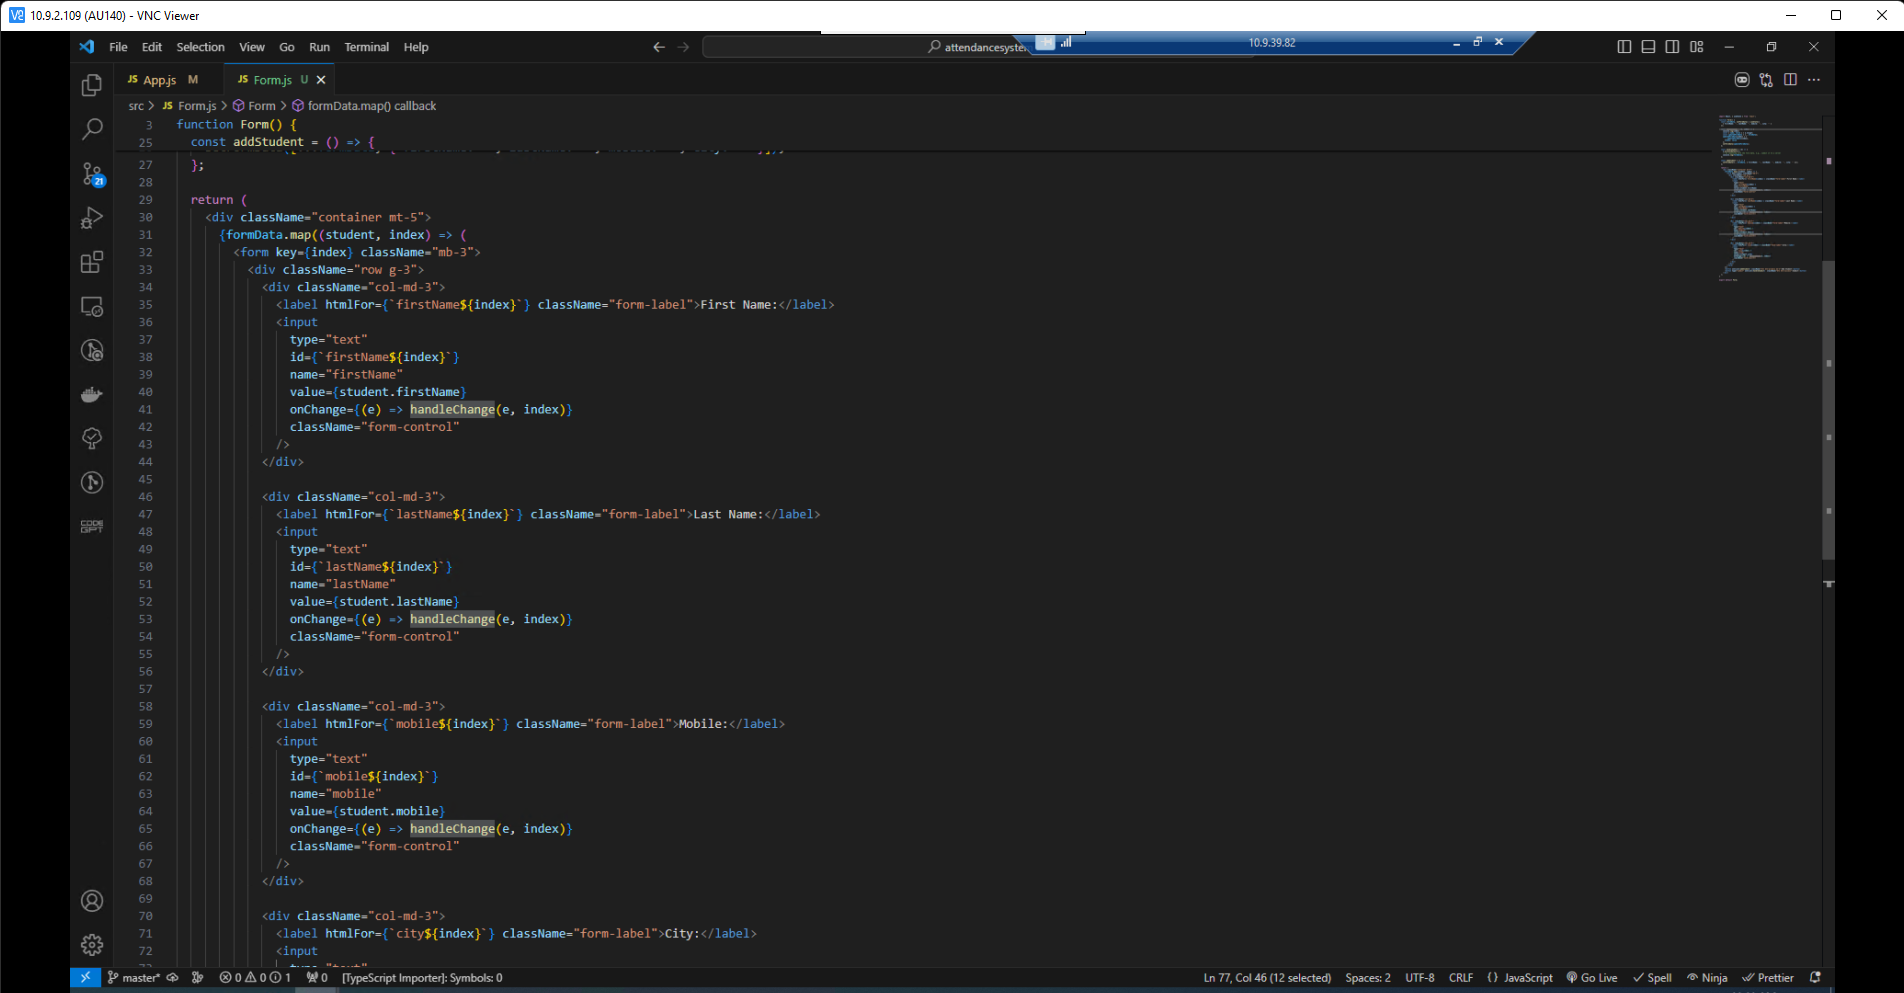 10.9.2.109 (AU140) - VNC Viewer
File Edit Selection View Go Run Terminal Help
attendancesyste
10.9.39.82
JS App.js M
JS Form.js U
src > JS Form.js > Form > formData.map() callback
3 function Form() {
25 const addStudent = () => {
27 };
28
29 return (
30 <div className="container mt-5">
31 {formData.map((student, index) => (
32 <form key={index} className="mb-3">
33 <div className="row g-3">
34 <div className="col-md-3">
35 <label htmlFor={`firstName${index}`} className="form-label">First Name:</label>
36 <input
37 type="text"
38 id={`firstName${index}`}
39 name="firstName"
40 value={student.firstName}
41 onChange={(e) => handleChange(e, index)}
42 className="form-control"
43 />
44 </div>
45
46 <div className="col-md-3">
47 <label htmlFor={`lastName${index}`} className="form-label">Last Name:</label>
48 <input
49 type="text"
50 id={`lastName${index}`}
51 name="lastName"
52 value={student.lastName}
53 onChange={(e) => handleChange(e, index)}
54 className="form-control"
55 />
56 </div>
57
58 <div className="col-md-3">
59 <label htmlFor={`mobile${index}`} className="form-label">Mobile:</label>
60 <input
61 type="text"
62 id={`mobile${index}`}
63 name="mobile"
64 value={student.mobile}
65 onChange={(e) => handleChange(e, index)}
66 className="form-control"
67 />
68 </div>
69
70 <div className="col-md-3">
71 <label htmlFor={`city${index}`} className="form-label">City:</label>
72 <input
21
CODE
GPT
master* 0 0 1 0 [TypeScript Importer]: Symbols: 0
Ln 77, Col 46 (12 selected) Spaces: 2 UTF-8 CRLF {} JavaScript Go Live Spell Ninja Prettier